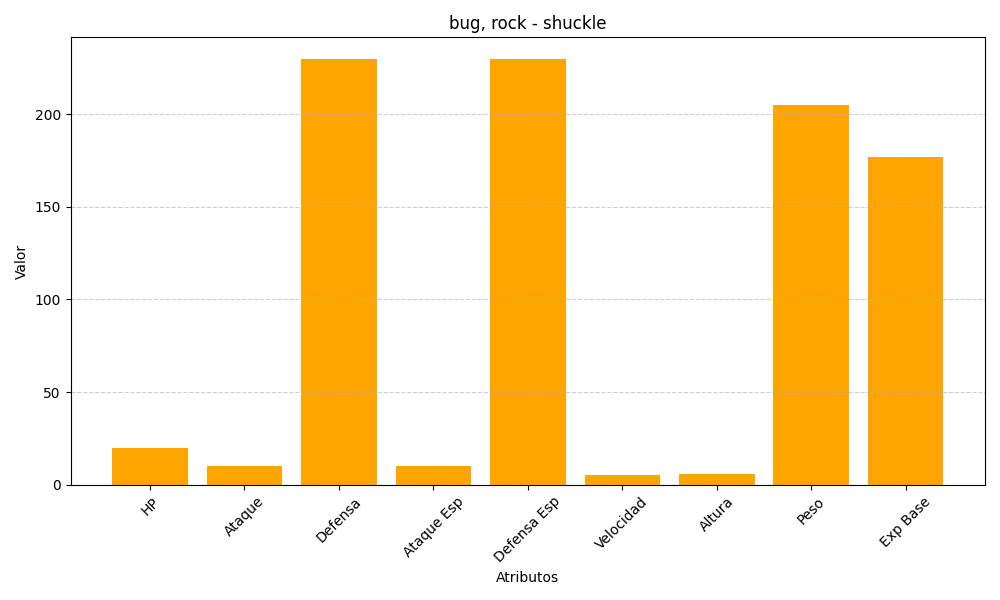 bug, rock - shuckle
Valor
200
150
100
50
0
HP
Ataque
Defensa
Ataque Esp
Defensa Esp
Velocidad
Altura
Peso
Exp Base
Atributos